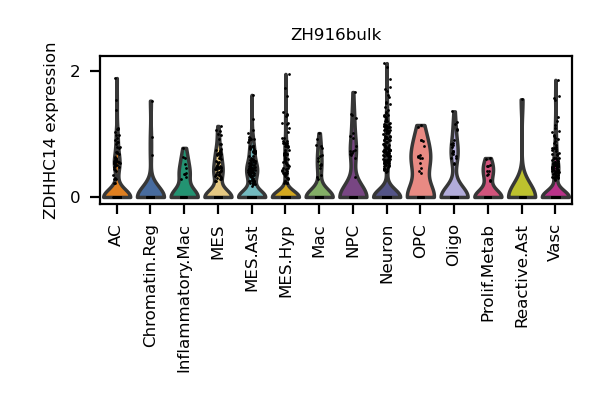 ZH916bulk
ZDHHC14 expression
2
0
AC
Chromatin.Reg
Inflammatory.Mac
MES
MES.Ast
MES.Hyp
Mac
NPC
Neuron
OPC
Oligo
Prolif.Metab
Reactive.Ast
Vasc